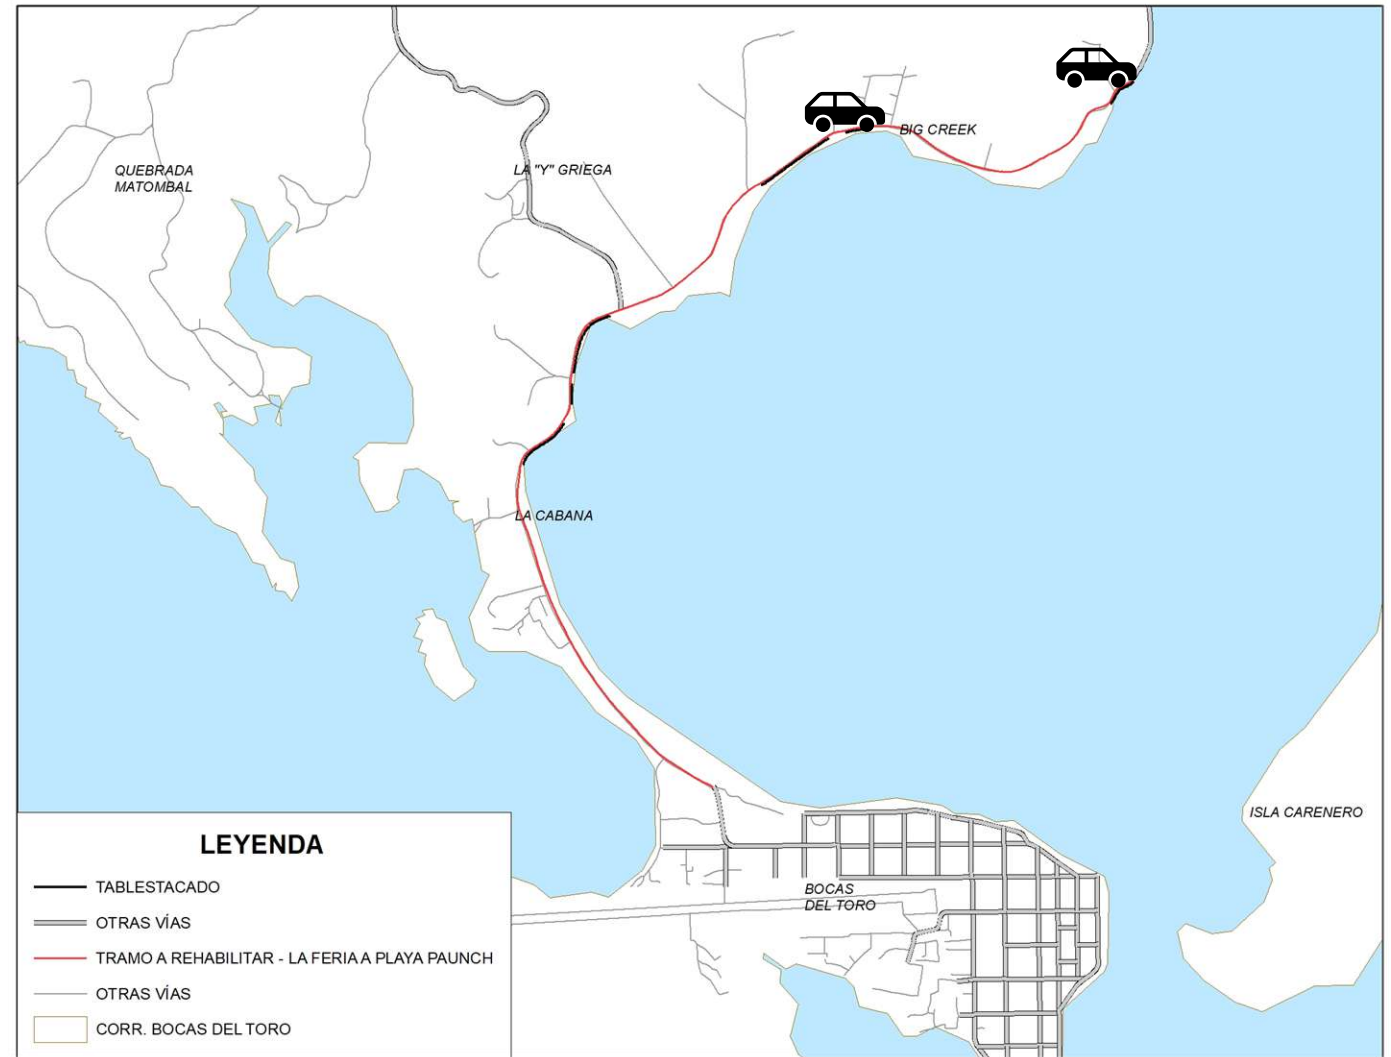 BIG CREEK
QUEBRADA
MATOMBAL
LA "Y" GRIEGA
LA CABANA
ISLA CARENERO
BOCAS
DEL TORO
LEYENDA
TABLESTACADO
OTRAS VÍAS
TRAMO A REHABILITAR - LA FERIA A PLAYA PAUNCH
OTRAS VÍAS
CORR. BOCAS DEL TORO